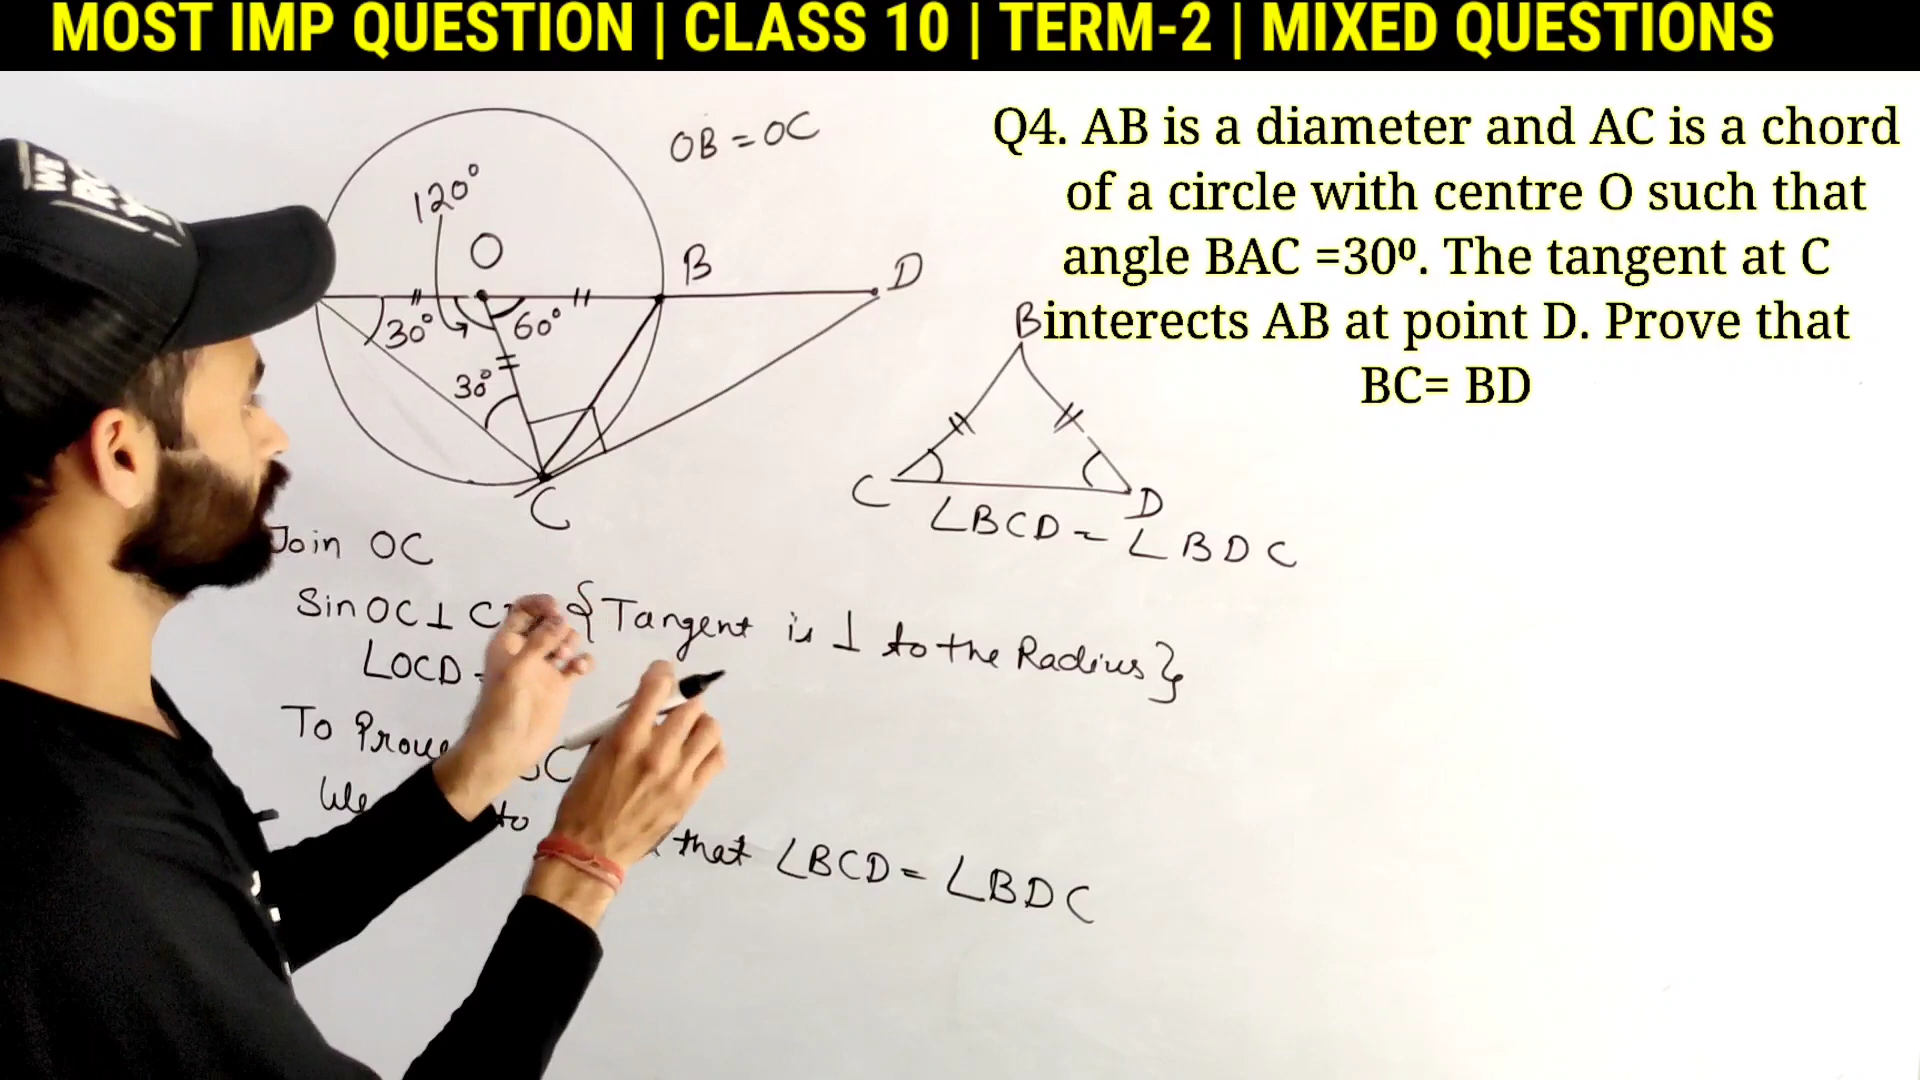 MOST IMP QUESTION | CLASS 10 | TERM-2 | MIXED QUESTIONS
Q4. AB is a diameter and AC is a chord
of a circle with centre O such that
angle BAC =30⁰. The tangent at C
interects AB at point D. Prove that
BC= BD
OB = OC
120°
O
B
D
30°
60°
30°
C
B
C
D
∠BCD = ∠BDC
Join OC
Sin OC ⊥ C {Tangent is ⊥ to the Radius}
∠OCD
To Prove
to that ∠BCD = ∠BDC